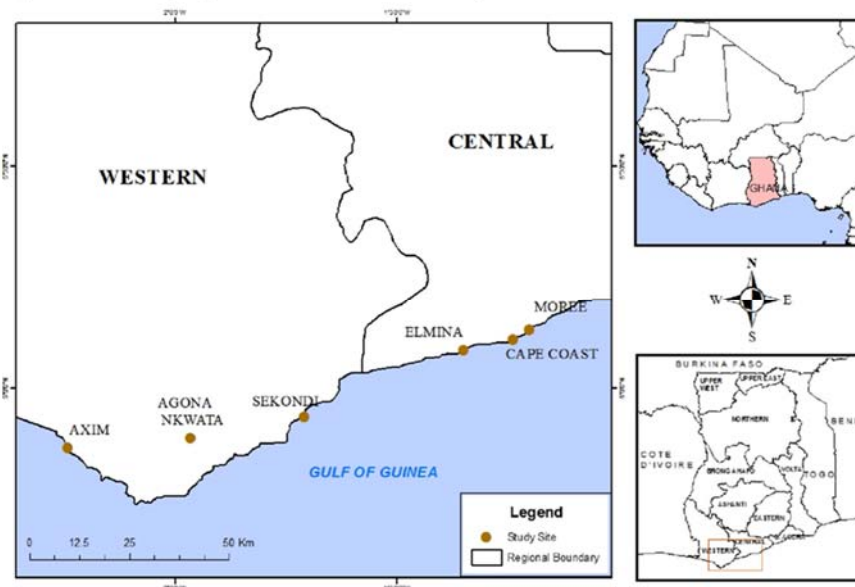 WESTERN
CENTRAL
MOREE
ELMINA
CAPE COAST
SEKONDI
AGONA
NKWATA
AXIM
GULF OF GUINEA
0 12.5 25 50 Km
Legend
Study Site
Regional Boundary
GHANA
N
W E
S
BURKINA FASO
UPPER
WEST
UPPER EAST
NORTHERN
COTE
D'IVOIRE
BRONG AHAFO
VOLTA
TOGO
ASHANTI
EASTERN
CENTRAL
WESTERN